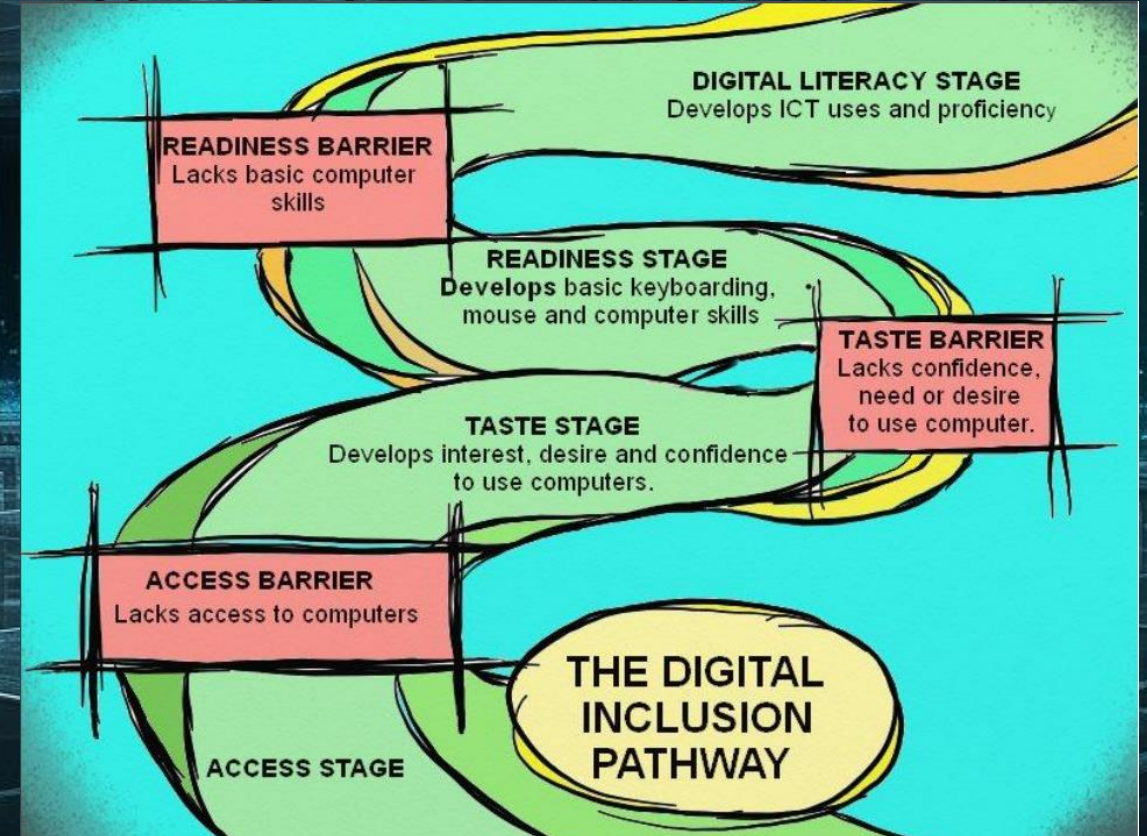 DIGITAL LITERACY STAGE
Develops ICT uses and proficiency
READINESS BARRIER
Lacks basic computer
skills
READINESS STAGE
Develops basic keyboarding,
mouse and computer skills
TASTE BARRIER
Lacks confidence,
need or desire
to use computer.
TASTE STAGE
Develops interest, desire and confidence
to use computers.
ACCESS BARRIER
Lacks access to computers
THE DIGITAL
INCLUSION
PATHWAY
ACCESS STAGE